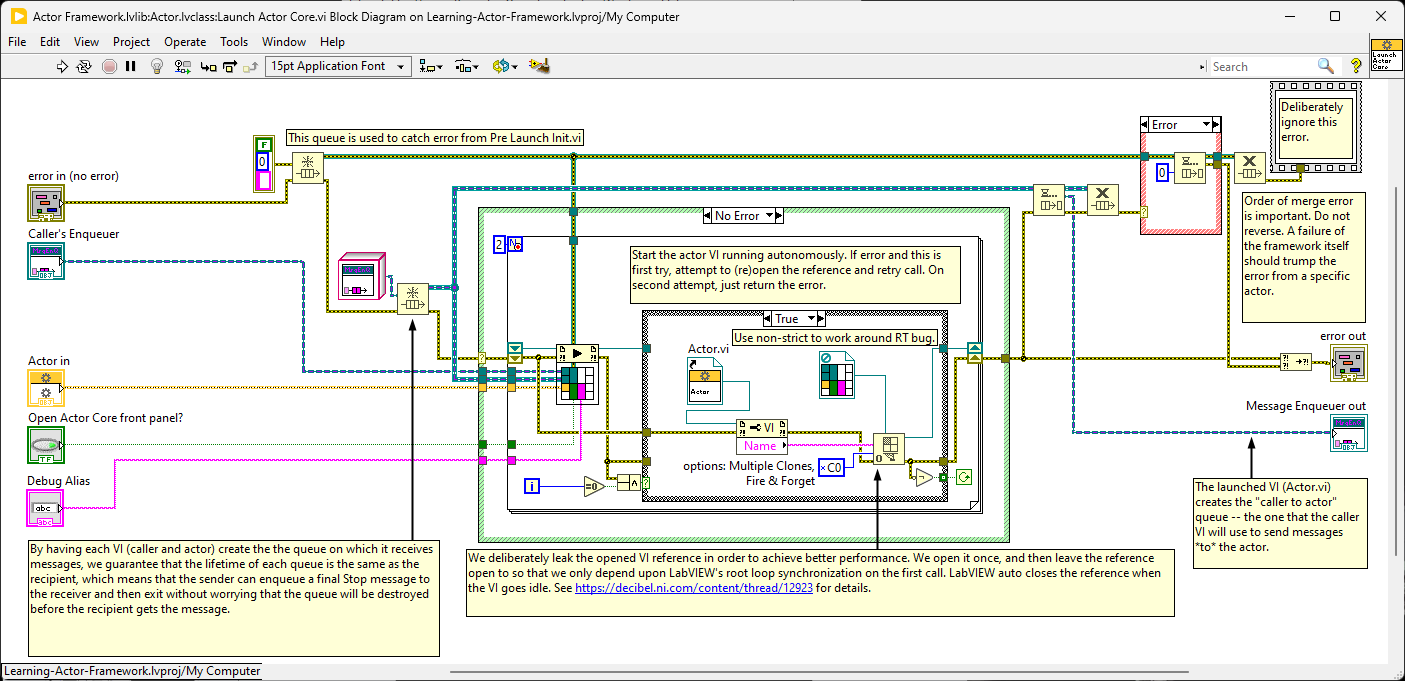 Actor Framework.lvlib:Actor.lvclass:Launch Actor Core.vi Block Diagram on Learning-Actor-Framework.lvproj/My Computer
File Edit View Project Operate Tools Window Help
15pt Application Font
Search
Launch
Actor
Core
Deliberately
ignore this
error.
This queue is used to catch error from Pre Launch Init.vi
F
0
Error
0
error in (no error)
Order of merge error
is important. Do not
reverse. A failure of
the framework itself
should trump the
error from a specific
actor.
Caller's Enqueuer
OBJ
No Error
2
N
Start the actor VI running autonomously. If error and this is
first try, attempt to (re)open the reference and retry call. On
second attempt, just return the error.
True
Use non-strict to work around RT bug.
Actor.vi
Actor
error out
Actor in
Open Actor Core front panel?
TF
VI
Name
options: Multiple Clones,
Fire & Forget
xC0
i
=0
Message Enqueuer out
OBJ
Debug Alias
abc
abc
The launched VI (Actor.vi)
creates the "caller to actor"
queue -- the one that the caller
VI will use to send messages
*to* the actor.
By having each VI (caller and actor) create the the queue on which it receives
messages, we guarantee that the lifetime of each queue is the same as the
recipient, which means that the sender can enqueue a final Stop message to
the receiver and then exit without worrying that the queue will be destroyed
before the recipient gets the message.
We deliberately leak the opened VI reference in order to achieve better performance. We open it once, and then leave the reference
open to so that we only depend upon LabVIEW's root loop synchronization on the first call. LabVIEW auto closes the reference when
the VI goes idle. See https://decibel.ni.com/content/thread/12923 for details.
Learning-Actor-Framework.lvproj/My Computer